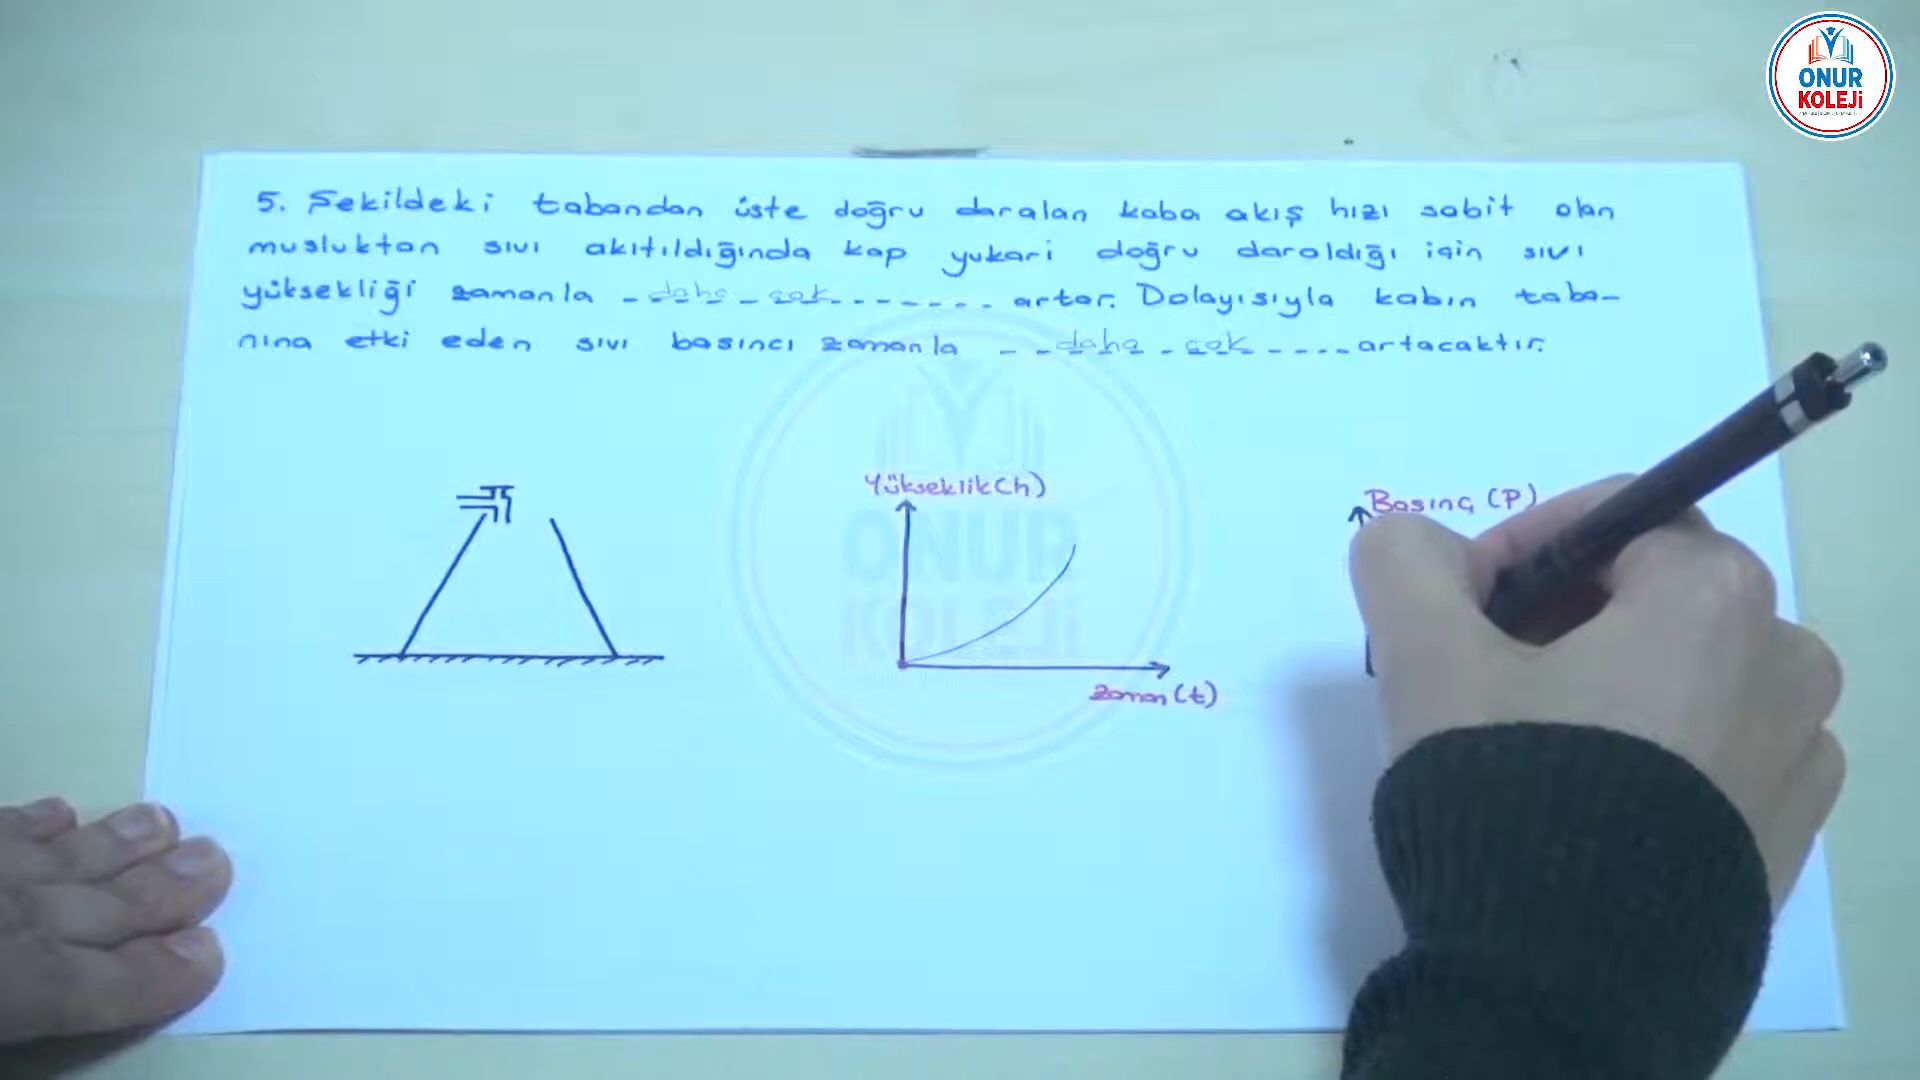 ONUR
KOLEJİ
5. Şekildeki tabandan üste doğru daralan kaba akış hızı sabit olan
musluktan sıvı akıtıldığında kap yukarı doğru daraldığı için sıvı
yüksekliği zamanla - daha - çok - - - - - - - artar. Dolayısıyla kabın taba-
nına etki eden sıvı basıncı zamanla - - daha - çok - - - - artacaktır.
Yükseklik(h)
Basınç (P)
ONUR
KOLEJİ
zaman(t)